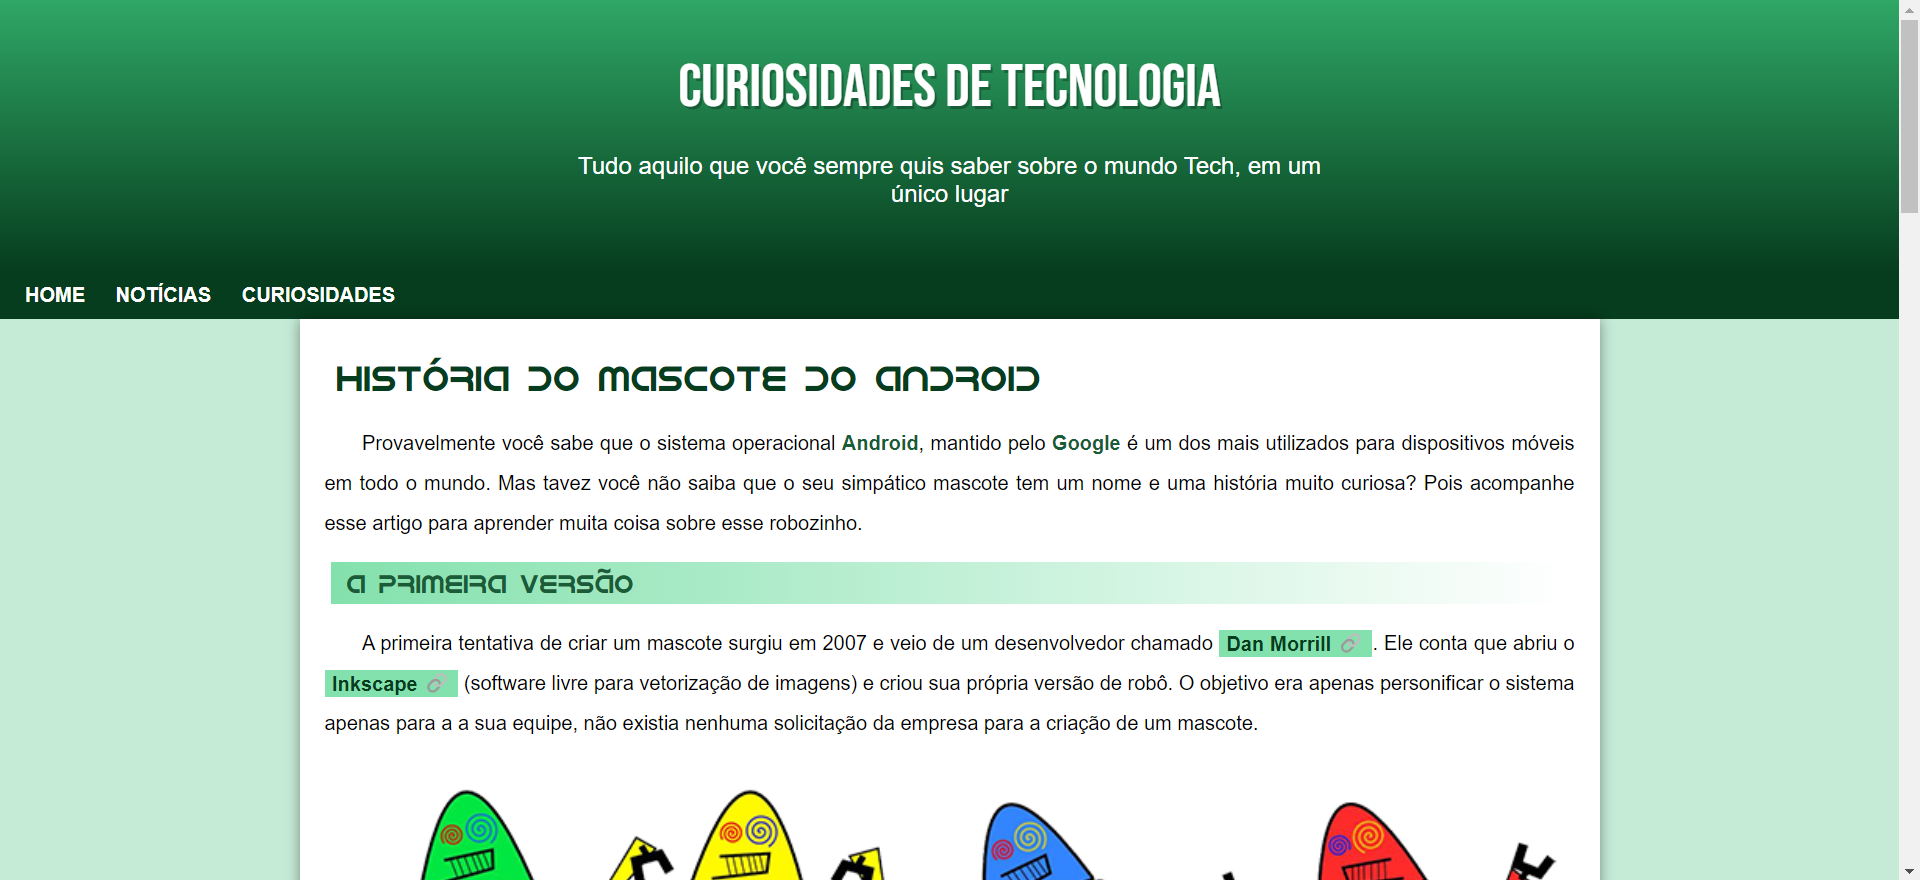 CURIOSIDADES DE TECNOLOGIA
Tudo aquilo que você sempre quis saber sobre o mundo Tech, em um
único lugar
HOME NOTÍCIAS CURIOSIDADES
HISTÓRIA DO MASCOTE DO ANDROID
Provavelmente você sabe que o sistema operacional Android, mantido pelo Google é um dos mais utilizados para dispositivos móveis
em todo o mundo. Mas tavez você não saiba que o seu simpático mascote tem um nome e uma história muito curiosa? Pois acompanhe
esse artigo para aprender muita coisa sobre esse robozinho.
A PRIMEIRA VERSÃO
A primeira tentativa de criar um mascote surgiu em 2007 e veio de um desenvolvedor chamado Dan Morrill. Ele conta que abriu o
Inkscape (software livre para vetorização de imagens) e criou sua própria versão de robô. O objetivo era apenas personificar o sistema
apenas para a a sua equipe, não existia nenhuma solicitação da empresa para a criação de um mascote.